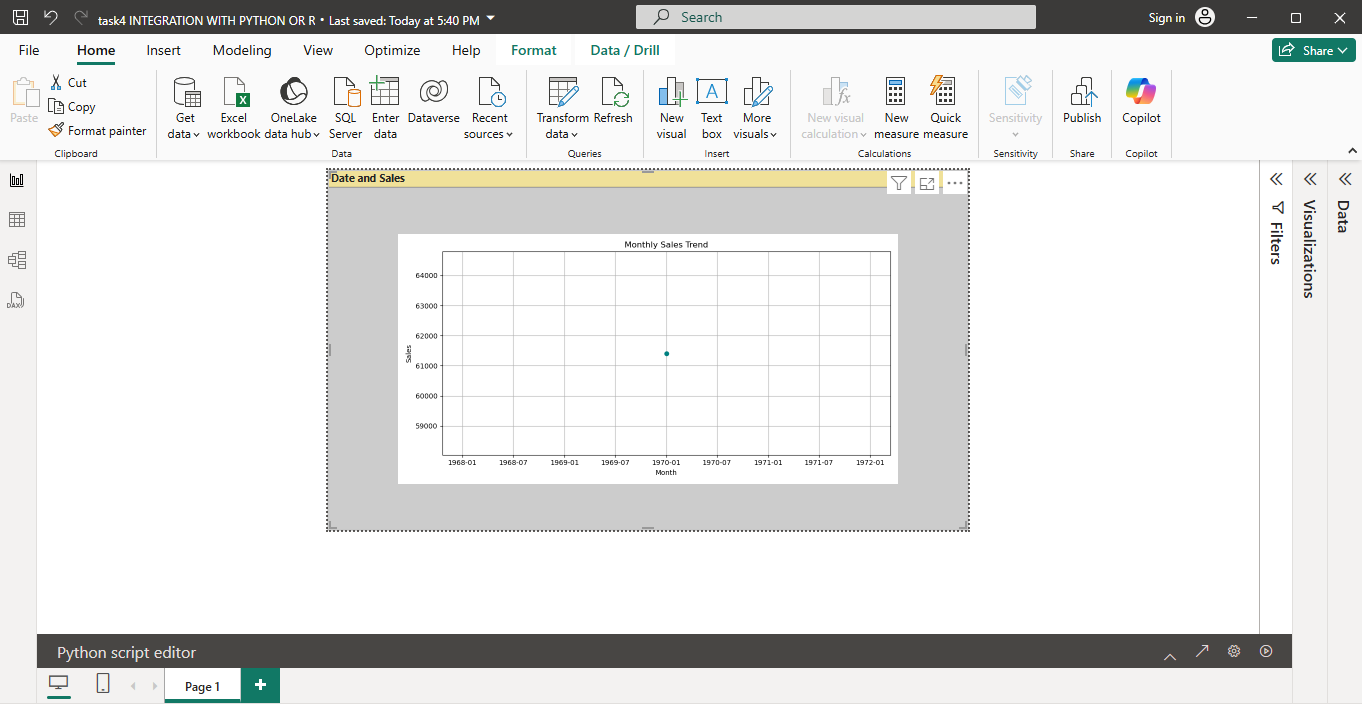 task4 INTEGRATION WITH PYTHON OR R • Last saved: Today at 5:40 PM
Search
Sign in
File
Home
Insert
Modeling
View
Optimize
Help
Format
Data / Drill
Share
Paste
Cut
Copy
Format painter
Clipboard
Get
data
Excel
workbook
OneLake
data hub
SQL
Server
Enter
data
Dataverse
Recent
sources
Data
Transform
data
Refresh
Queries
New
visual
A
Text
box
More
visuals
Insert
New visual
calculation
New
measure
Quick
measure
Calculations
Sensitivity
Sensitivity
Publish
Share
Copilot
Copilot
DAX
Date and Sales
Monthly Sales Trend
64000
63000
62000
61000
60000
59000
Sales
1968-01
1968-07
1969-01
1969-07
1970-01
1970-07
1971-01
1971-07
1972-01
Month
Filters
Visualizations
Data
Python script editor
Page 1